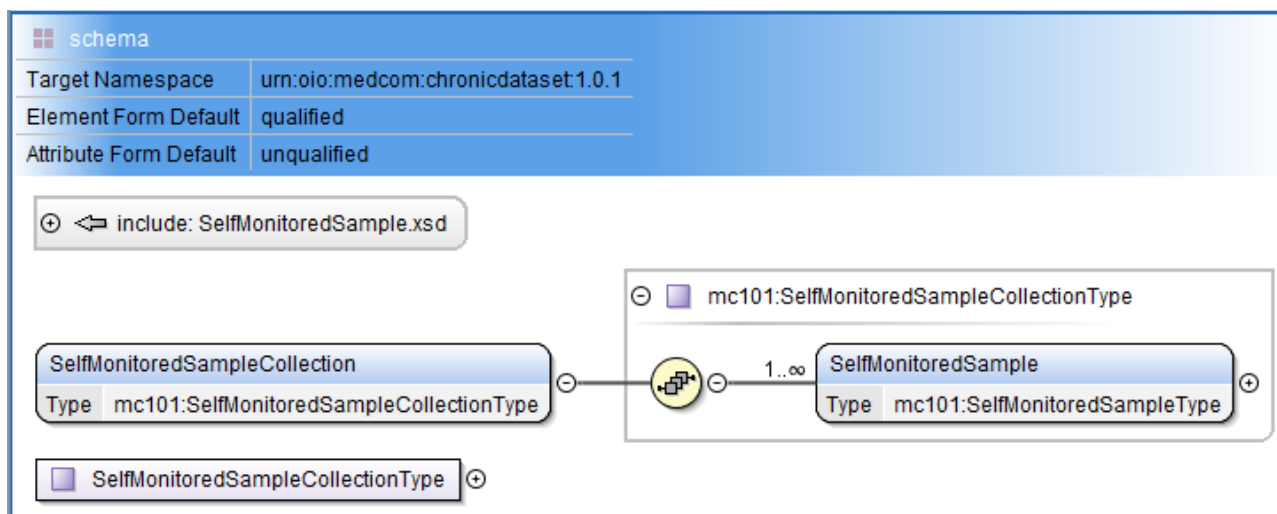 schema
Target Namespace urn:oio:medcom:chronicdataset:1.0.1
Element Form Default qualified
Attribute Form Default unqualified
include: SelfMonitoredSample.xsd
mc101:SelfMonitoredSampleCollectionType
SelfMonitoredSampleCollection
Type mc101:SelfMonitoredSampleCollectionType
1..∞
SelfMonitoredSample
Type mc101:SelfMonitoredSampleType
SelfMonitoredSampleCollectionType